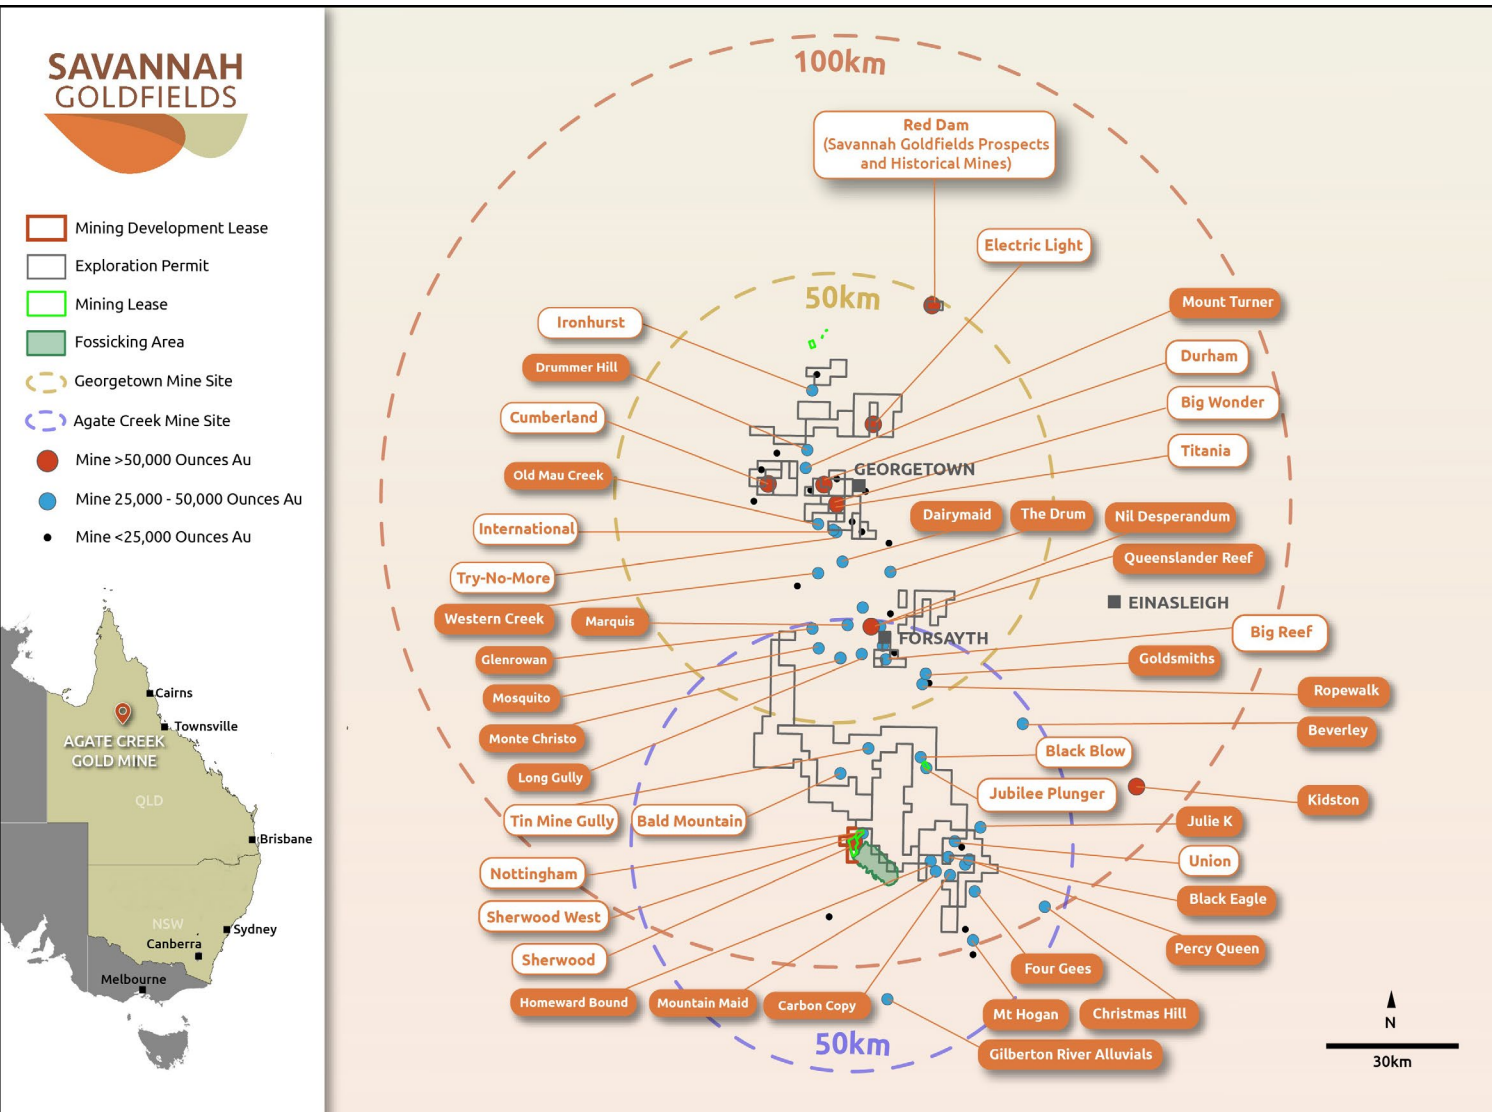 SAVANNAH
GOLDFIELDS
Mining Development Lease
Exploration Permit
Mining Lease
Fossicking Area
Georgetown Mine Site
Agate Creek Mine Site
Mine >50,000 Ounces Au
Mine 25,000 - 50,000 Ounces Au
Mine <25,000 Ounces Au
Cairns
Townsville
AGATE CREEK
GOLD MINE
QLD
Brisbane
NSW
Sydney
Canberra
Melbourne
100km
Red Dam
(Savannah Goldfields Prospects
and Historical Mines)
Electric Light
50km
Mount Turner
Ironhurst
Durham
Drummer Hill
Big Wonder
Cumberland
Titania
GEORGETOWN
Old Mau Creek
Dairymaid
The Drum
Nil Desperandum
International
Queenslander Reef
Try-No-More
EINASLEIGH
Western Creek
Marquis
FORSAYTH
Big Reef
Glenrowan
Goldsmiths
Mosquito
Ropewalk
Monte Christo
Beverley
Black Blow
Long Gully
Jubilee Plunger
Kidston
Tin Mine Gully
Bald Mountain
Julie K
Union
Nottingham
Black Eagle
Sherwood West
Percy Queen
Sherwood
Four Gees
Homeward Bound
Mountain Maid
Carbon Copy
Mt Hogan
Christmas Hill
50km
Gilberton River Alluvials
N
30km